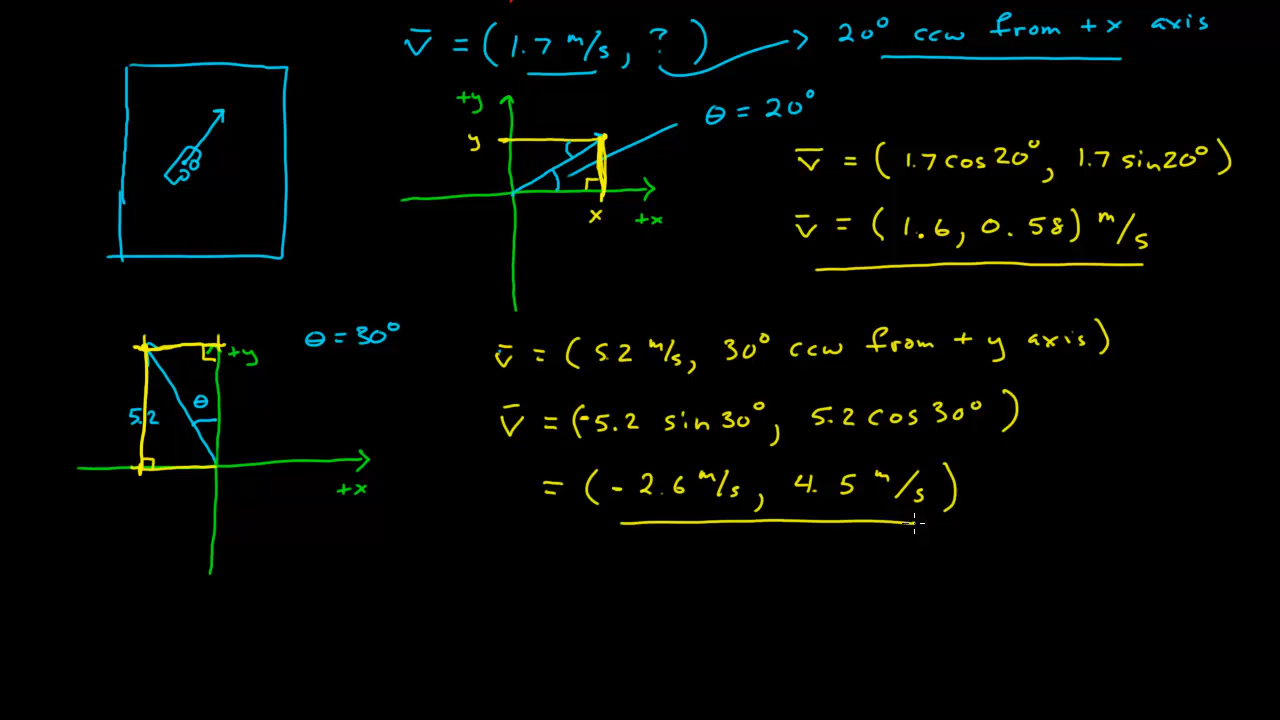 v̄ = (1.7 m/s, ?) → 20° ccw from +x axis
+y
θ = 20°
y
v̄ = (1.7 cos 20°, 1.7 sin 20°)
x
+x
v̄ = (1.6, 0.58) m/s
θ = 30°
+y
v̄ = (5.2 m/s, 30° ccw from + y axis)
θ
5.2
v̄ = (-5.2 sin 30°, 5.2 cos 30°)
+x
= (-2.6 m/s, 4.5 m/s)